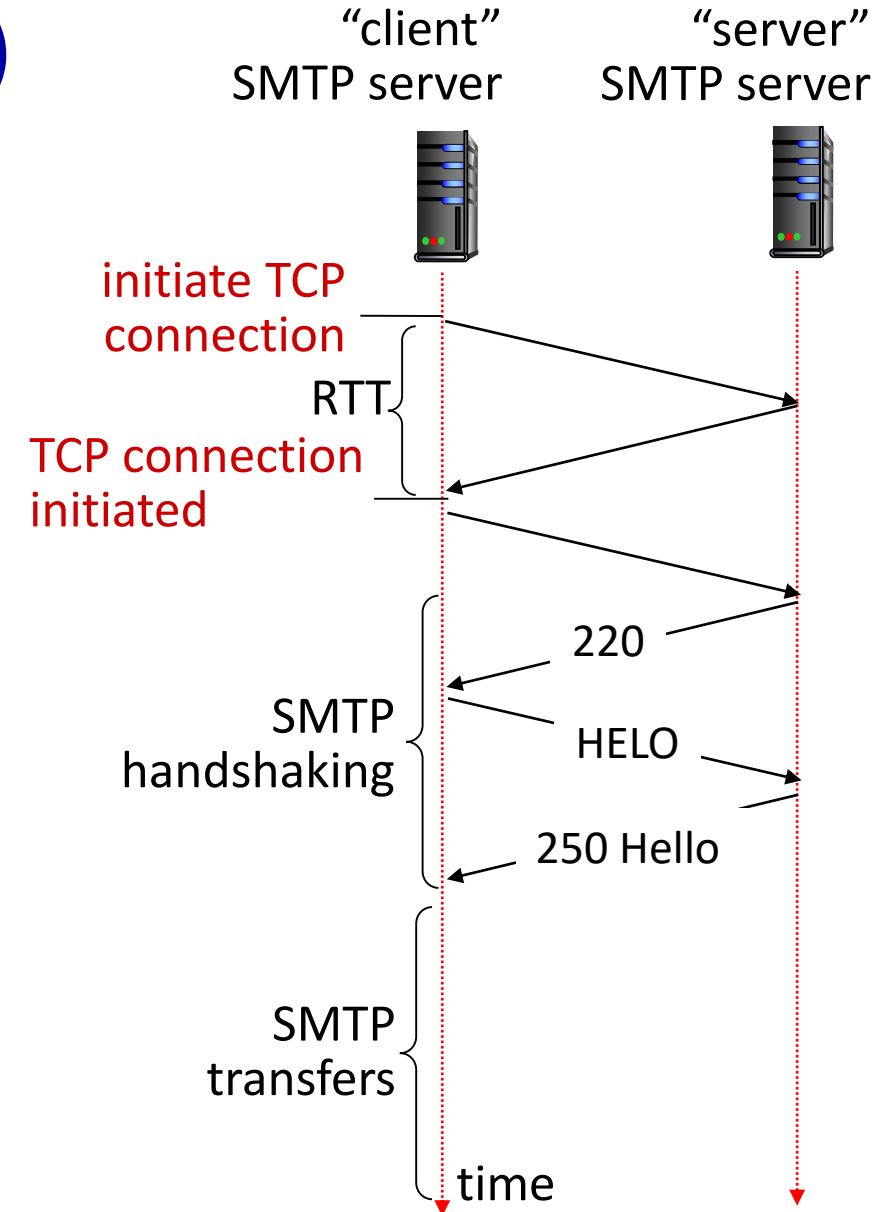 “client”
SMTP server
“server”
SMTP server
initiate TCP
connection
RTT
TCP connection
initiated
220
SMTP
handshaking
HELO
250 Hello
SMTP
transfers
time